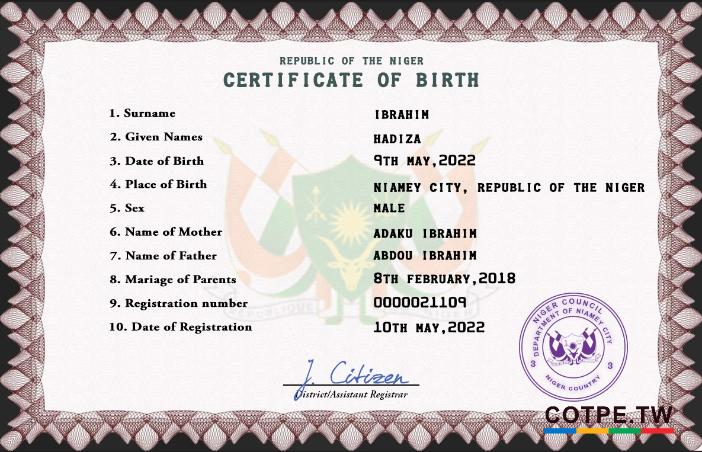 REPUBLIC OF THE NIGER
CERTIFICATE OF BIRTH
1. Surname IBRAHIM
2. Given Names HADIZA
3. Date of Birth 9TH MAY,2022
4. Place of Birth NIAMEY CITY, REPUBLIC OF THE NIGER
5. Sex MALE
6. Name of Mother ADAKU IBRAHIM
7. Name of Father ABDOU IBRAHIM
8. Mariage of Parents 8TH FEBRUARY,2018
9. Registration number 0000021109
10. Date of Registration 10TH MAY,2022
NIGER COUNCIL
DEPARTMENT OF NIAMEY CITY
3 3
NIGER COUNTRY
J. Citizen
District/Assistant Registrar
COTPE.TW